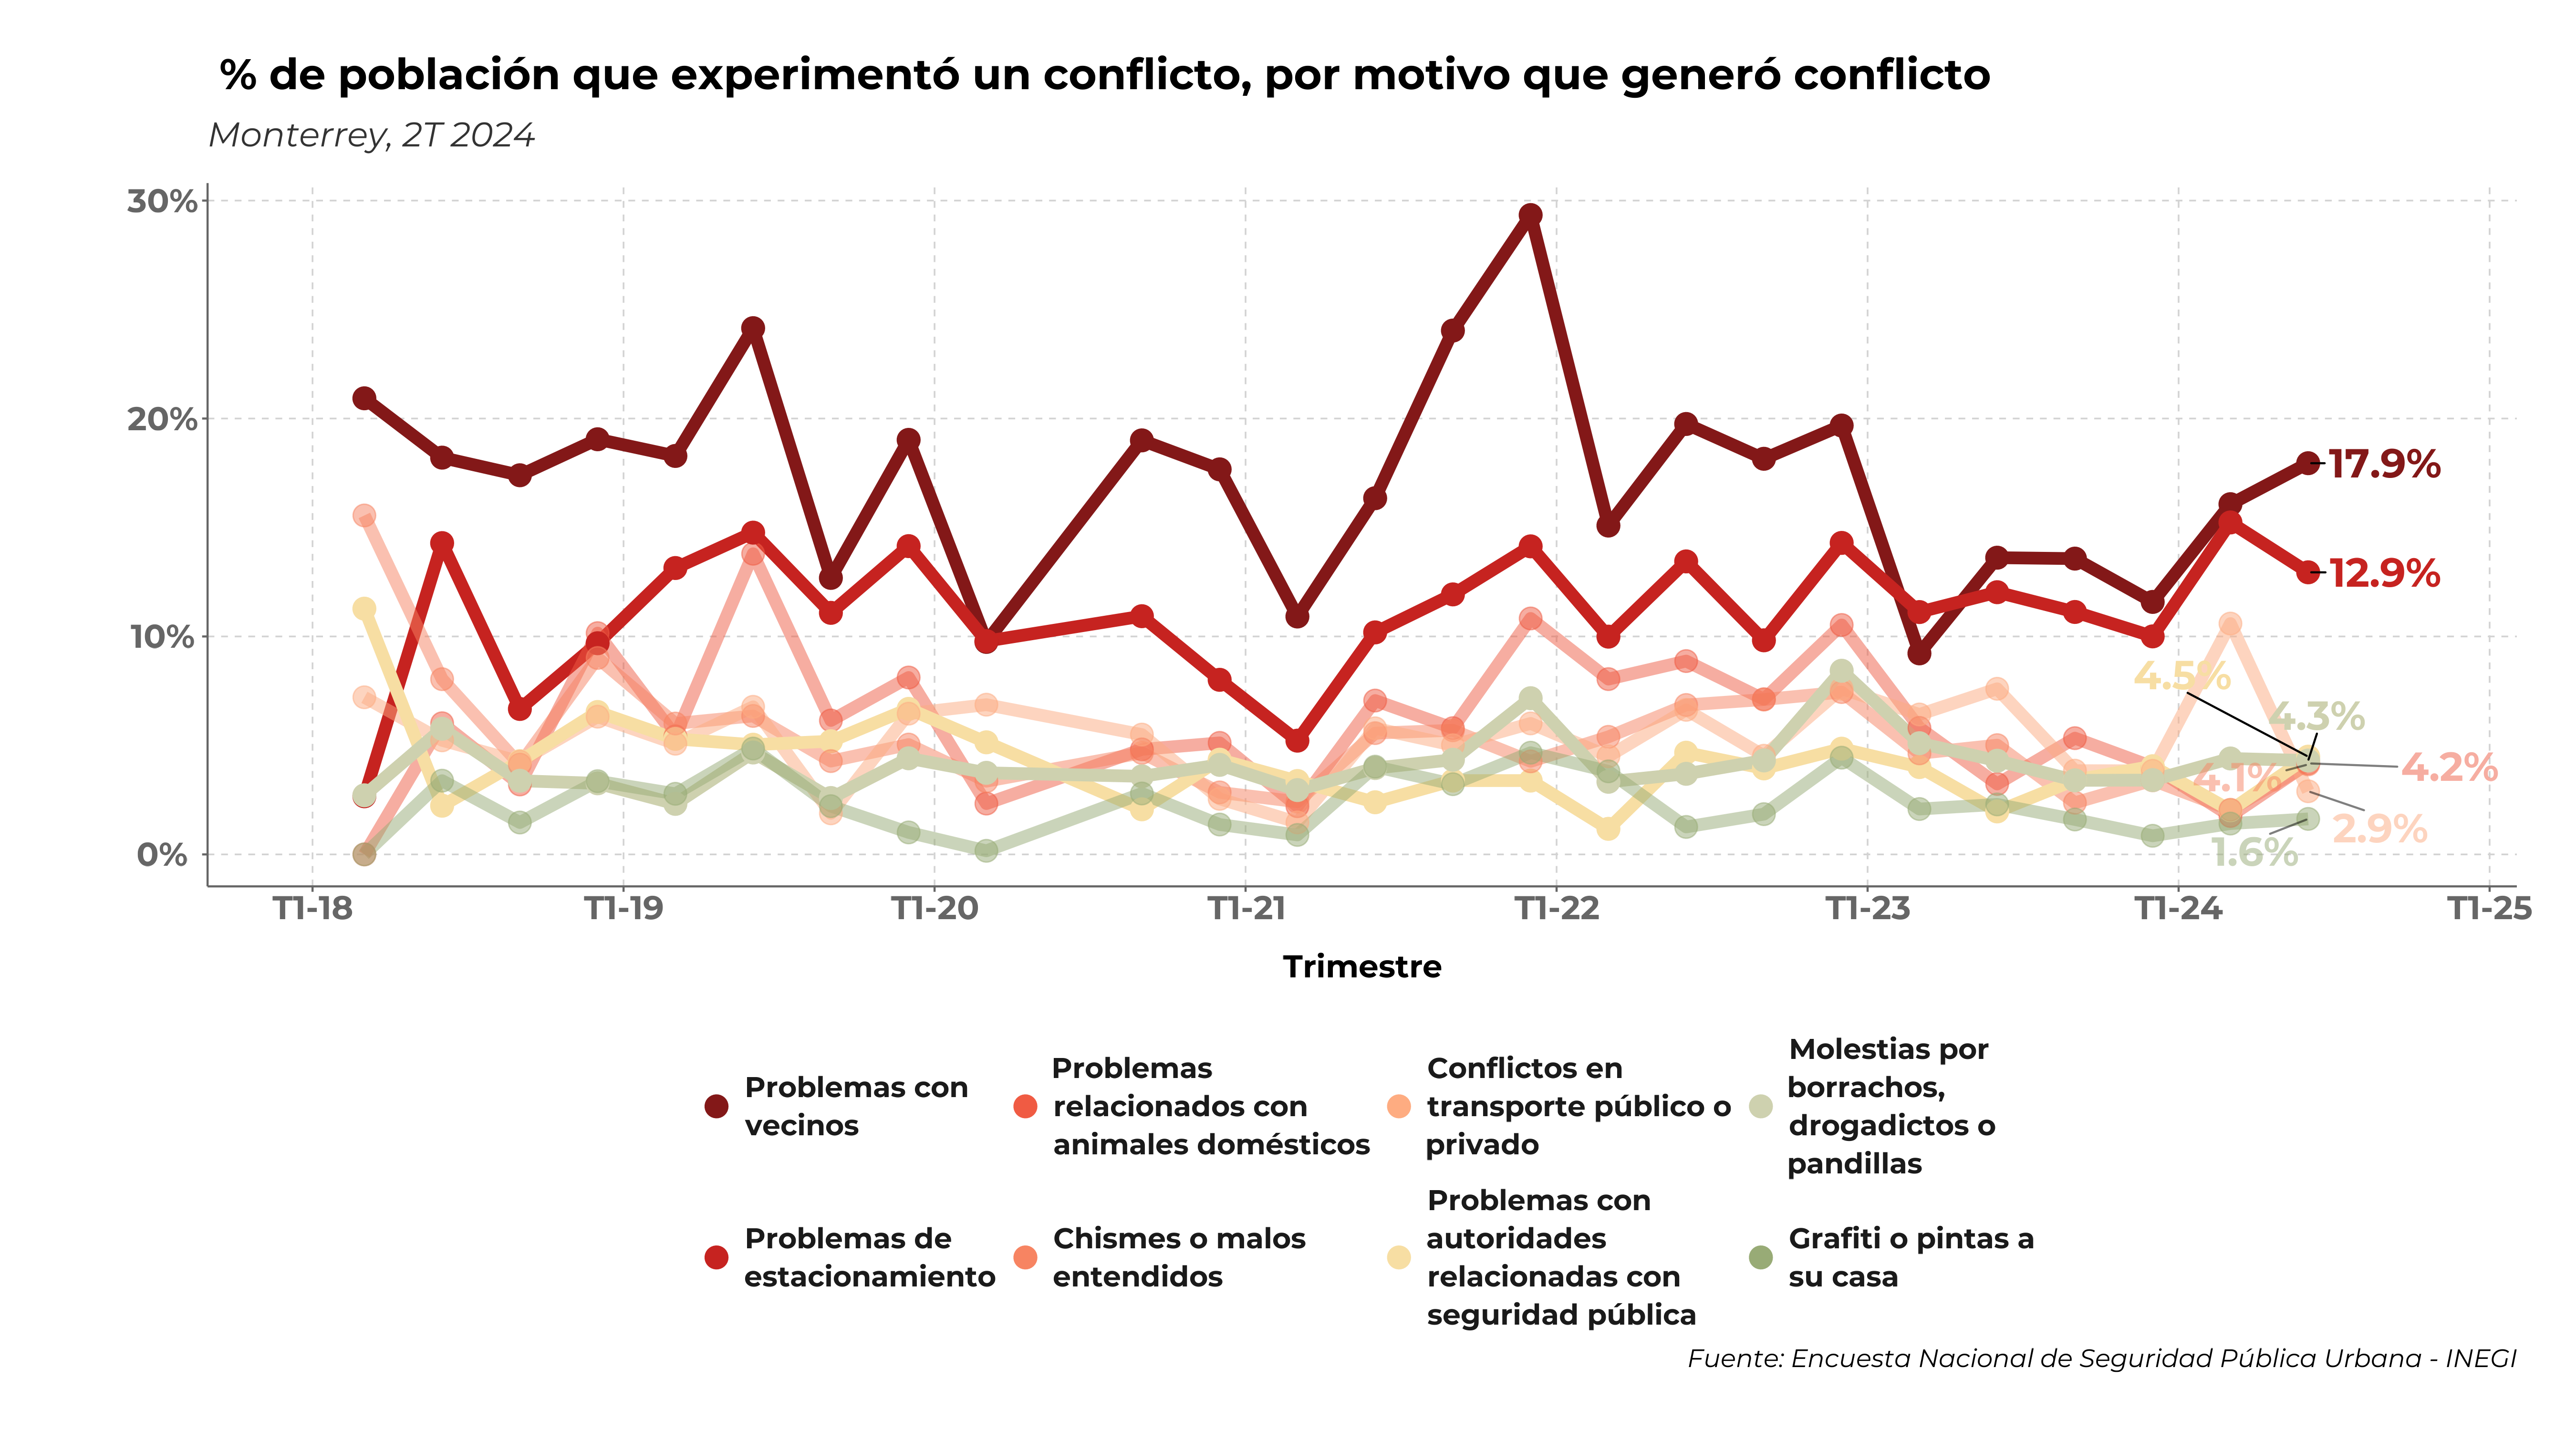 % de población que experimentó un conflicto, por motivo que generó conflicto
Monterrey, 2T 2024
30%
20%
10%
0%
17.9%
12.9%
4.5%
4.3%
4.2%
4.1%
2.9%
1.6%
T1-18
T1-19
T1-20
T1-21
T1-22
T1-23
T1-24
T1-25
Trimestre
Problemas con
vecinos
Problemas de
estacionamiento
Problemas
relacionados con
animales domésticos
Chismes o malos
entendidos
Conflictos en
transporte público o
privado
Problemas con
autoridades
relacionadas con
seguridad pública
Molestias por
borrachos,
drogadictos o
pandillas
Grafiti o pintas a
su casa
Fuente: Encuesta Nacional de Seguridad Pública Urbana - INEGI